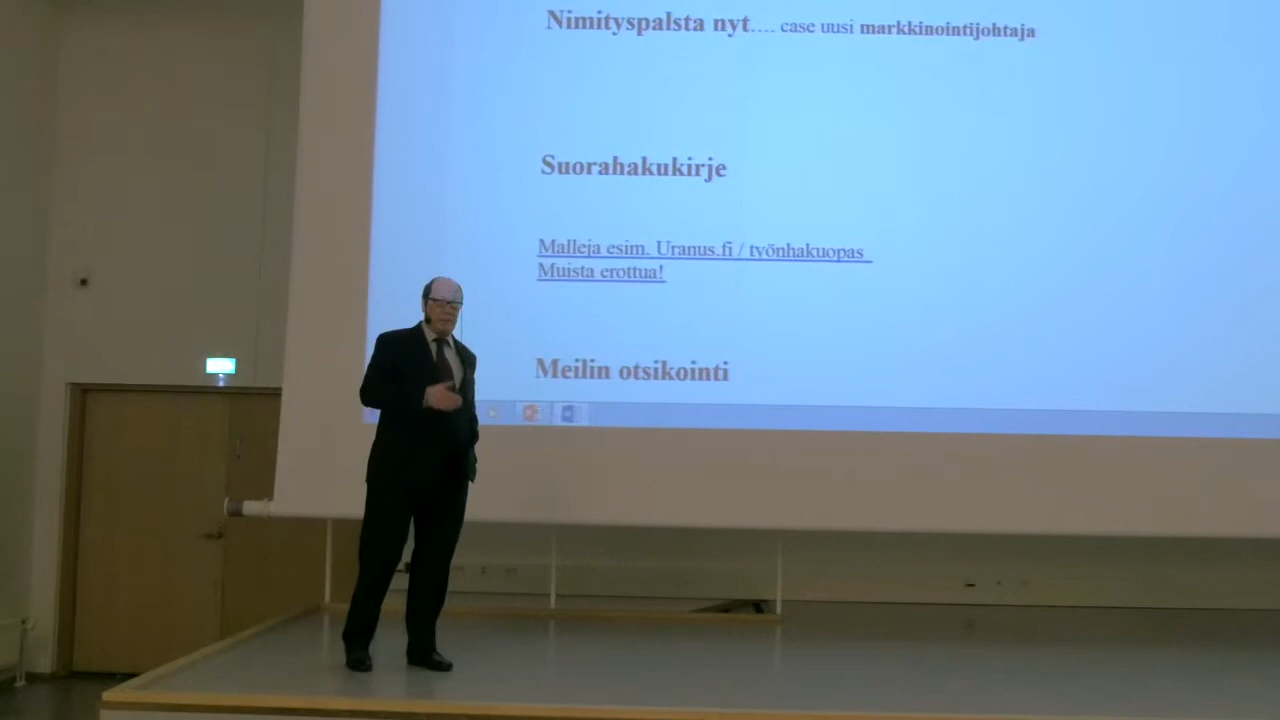 Nimityspalsta nyt.... case uusi markkinointijohtaja
Suorahakukirje
Malleja esim. Uranus.fi / työnhakuopas
Muista erottua!
Meilin otsikointi